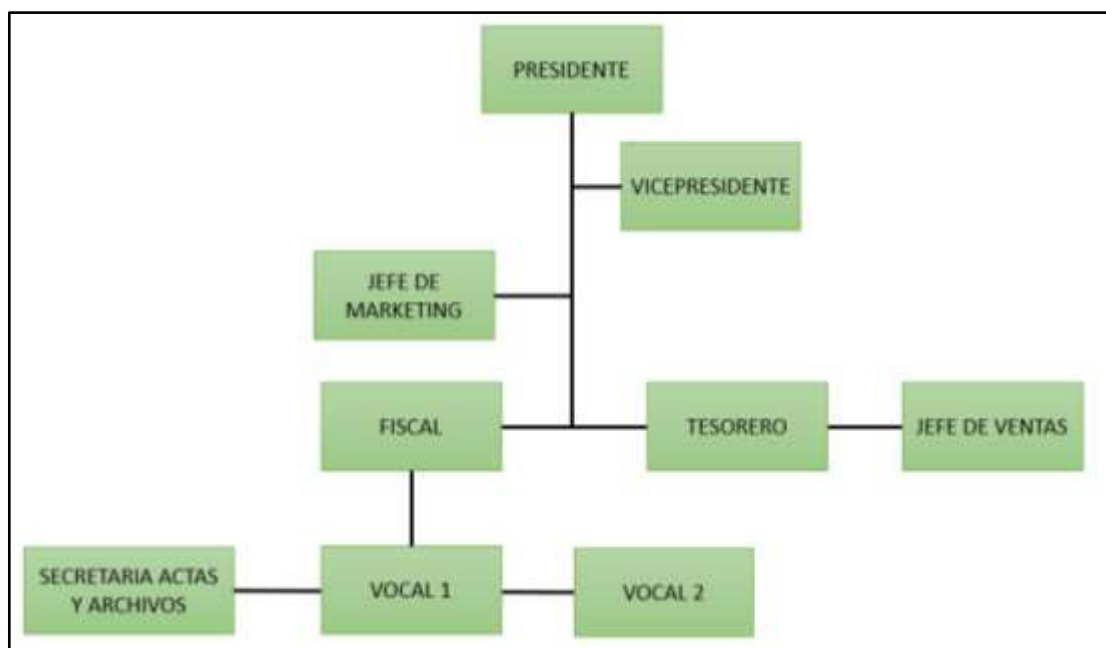 PRESIDENTE
VICEPRESIDENTE
JEFE DE
MARKETING
FISCAL
TESORERO
JEFE DE VENTAS
SECRETARIA ACTAS
Y ARCHIVOS
VOCAL 1
VOCAL 2